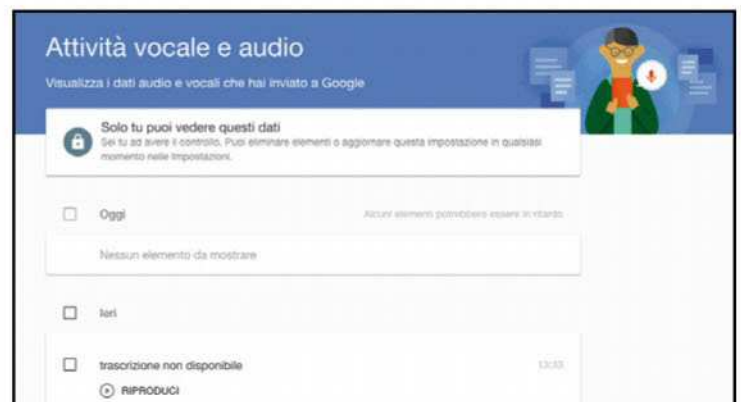 Attività vocale e audio
Visualizza i dati audio e vocali che hai inviato a Google
Solo tu puoi vedere questi dati
Sei tu ad avere il controllo. Puoi eliminare elementi o aggiornare questa impostazione in qualsiasi
momento nelle Impostazioni.
Oggi
Alcuni elementi potrebbero essere in ritardo
Nessun elemento da mostrare
Ieri
trascrizione non disponibile
RIPRODUCI